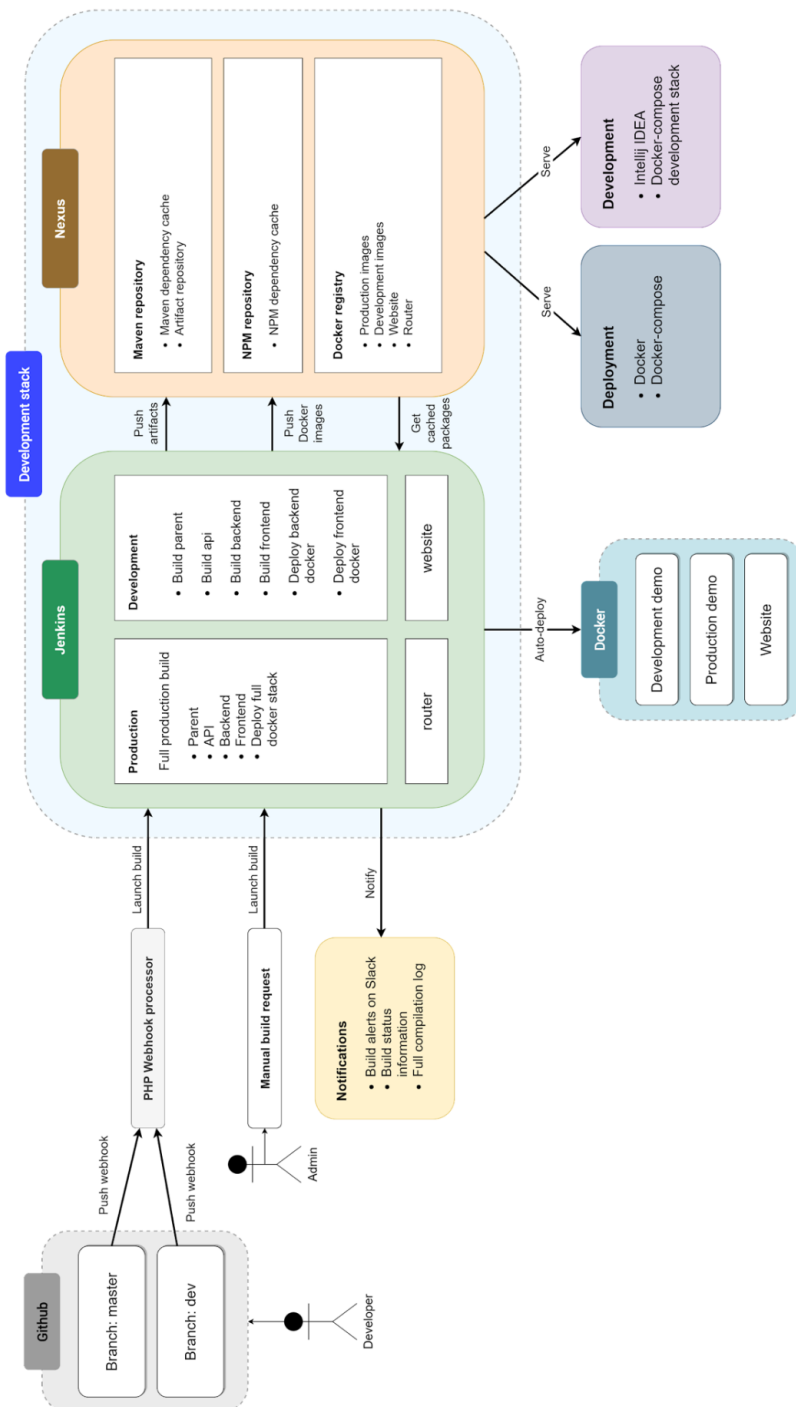 Development stack
Github
Branch: master
Branch: dev
Developer
Push webhook
Push webhook
PHP Webhook processor
Launch build
Admin
Manual build request
Launch build
Notifications
• Build alerts on Slack
• Build status
information
• Full compilation log
Notify
Jenkins
Production
Full production build
• Parent
• API
• Backend
• Frontend
• Deploy full
docker stack
router
Development
• Build parent
• Build api
• Build backend
• Build frontend
• Deploy backend
docker
• Deploy frontend
docker
website
Push
artifacts
Push
Docker
images
Get
cached
packages
Nexus
Maven repository
• Maven dependency cache
• Artifact repository
NPM repository
• NPM dependency cache
Docker registry
• Production images
• Development images
• Website
• Router
Auto-deploy
Docker
Development demo
Production demo
Website
Serve
Deployment
• Docker
• Docker-compose
Serve
Development
• Intellij IDEA
• Docker-compose
development stack